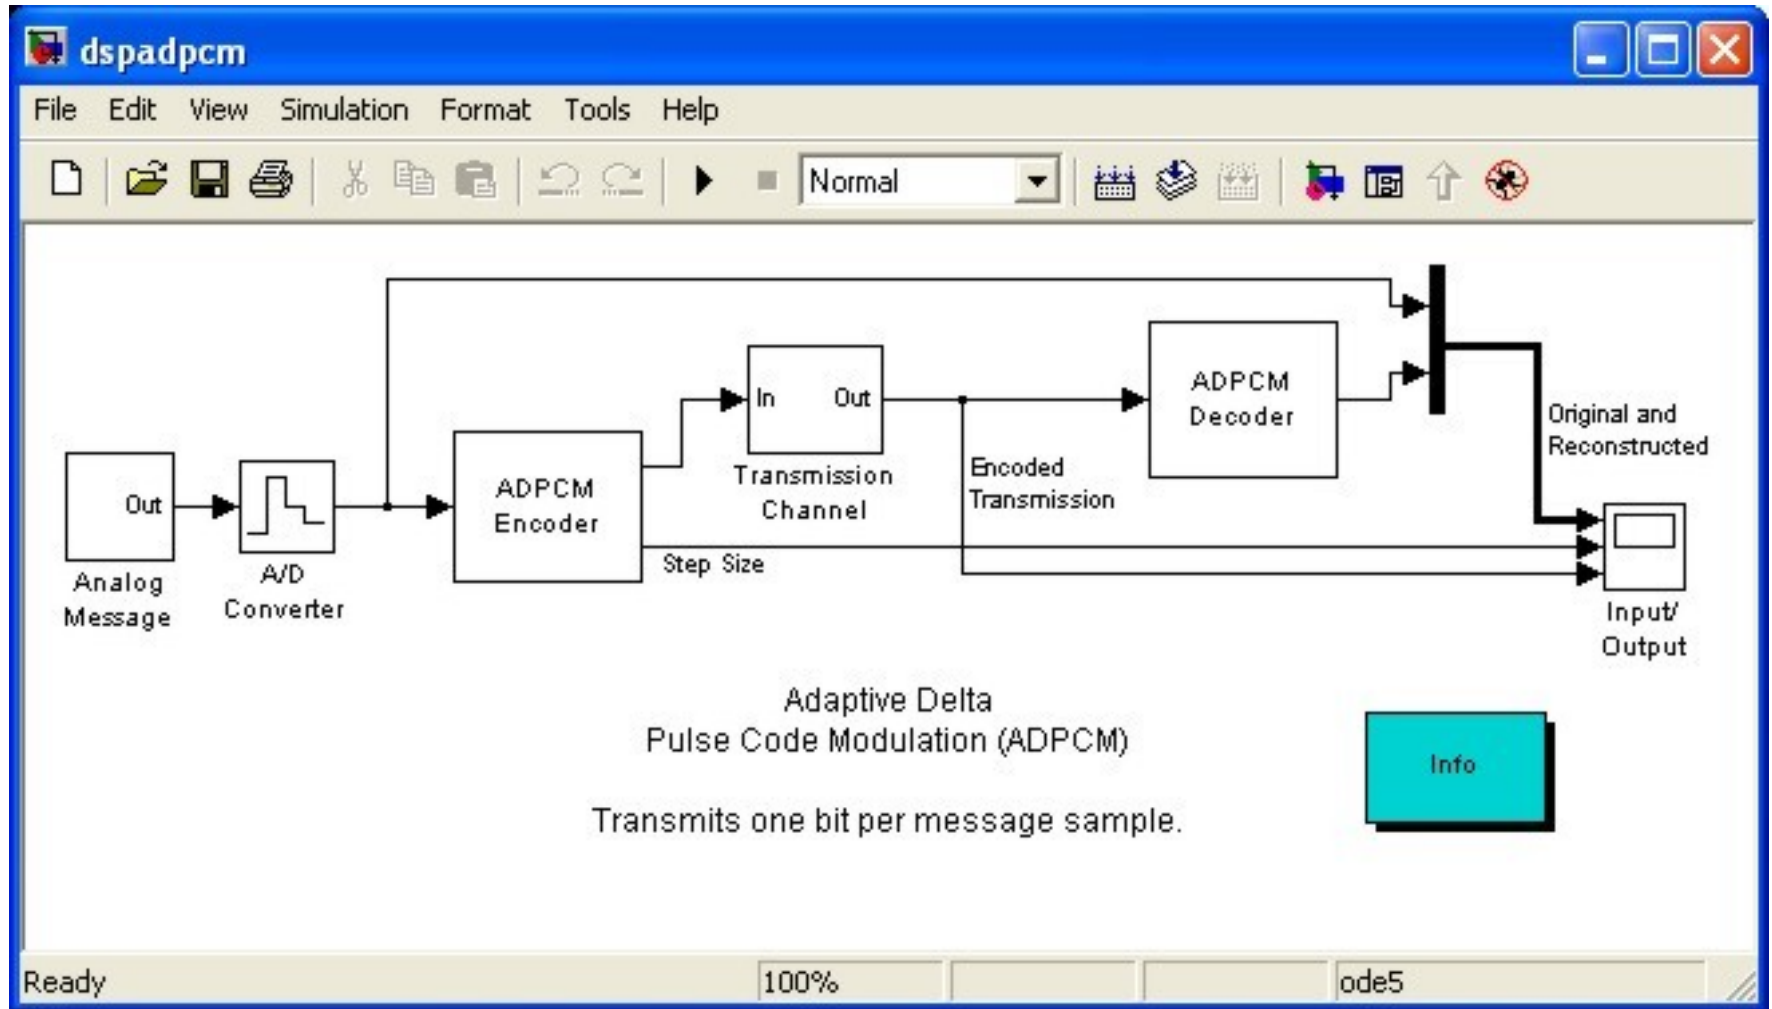 dspadpcm
File Edit View Simulation Format Tools Help
Normal
ADPCM
Decoder
In Out
Original and
Reconstructed
Out
ADPCM
Encoder
Transmission
Channel
Encoded
Transmission
Step Size
Analog
Message
A/D
Converter
Input/
Output
Adaptive Delta
Pulse Code Modulation (ADPCM)
Info
Transmits one bit per message sample.
Ready 100% ode5